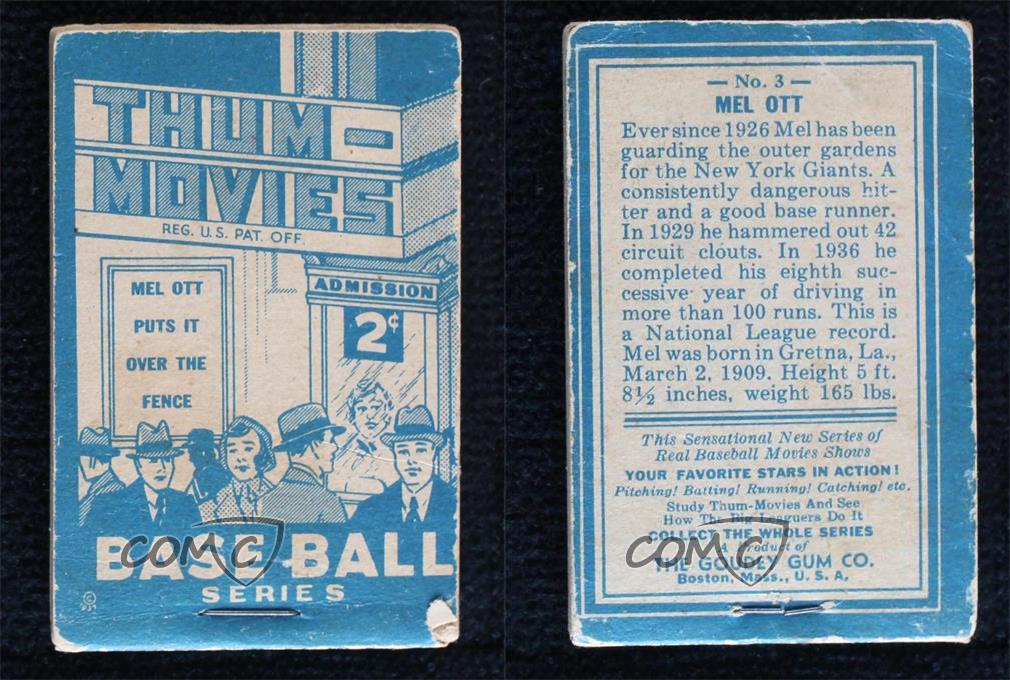 THUM
MOVIES
REG. U.S. PAT. OFF.
MEL OTT
PUTS IT
OVER THE
FENCE
ADMISSION
2¢
BASE-BALL
SERIES
COMC
— No. 3 —
MEL OTT
Ever since 1926 Mel has been
guarding the outer gardens
for the New York Giants. A
consistently dangerous hit-
ter and a good base runner.
In 1929 he hammered out 42
circuit clouts. In 1936 he
completed his eighth suc-
cessive year of driving in
more than 100 runs. This is
a National League record.
Mel was born in Gretna, La.,
March 2, 1909. Height 5 ft.
8½ inches, weight 165 lbs.
This Sensational New Series of
Real Baseball Movies Shows
YOUR FAVORITE STARS IN ACTION!
Pitching! Batting! Running! Catching! etc.
Study Thum-Movies And See
How The Big Leaguers Do It
COLLECT THE WHOLE SERIES
A Product of
THE GOUDEY GUM CO.
Boston, Mass., U. S. A.
COMC